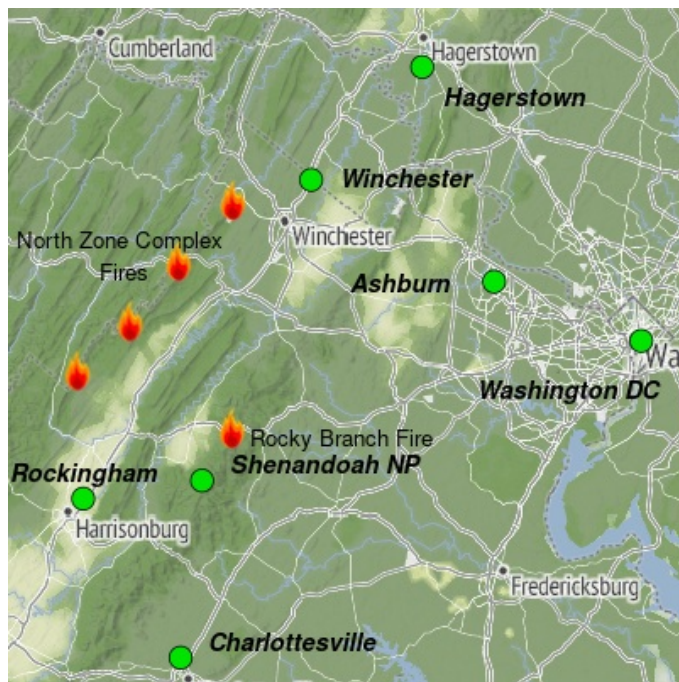 Cumberland
Hagerstown
Hagerstown
Winchester
Winchester
North Zone Complex
Fires
Ashburn
Wa
Washington DC
Rocky Branch Fire
Shenandoah NP
Rockingham
Harrisonburg
Fredericksburg
Charlottesville